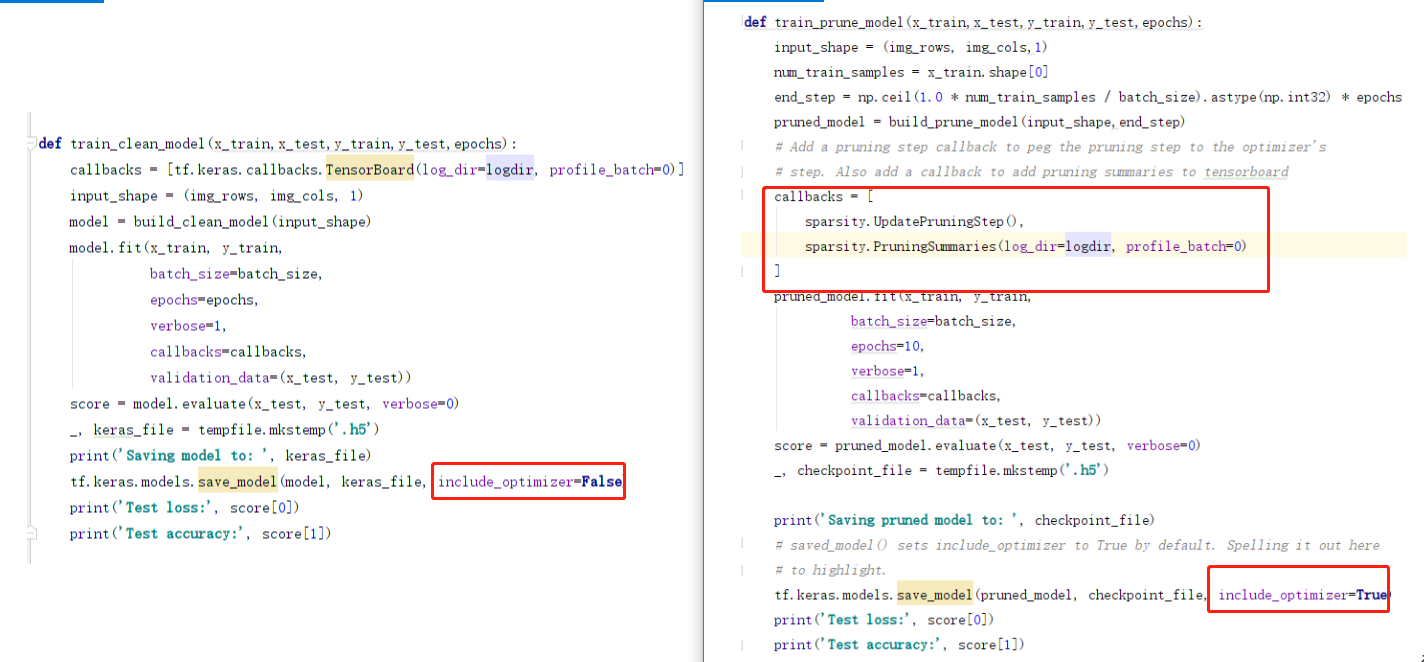 def train_clean_model(x_train,x_test,y_train,y_test,epochs):
callbacks = [tf.keras.callbacks.TensorBoard(log_dir=logdir, profile_batch=0)]
input_shape = (img_rows, img_cols, 1)
model = build_clean_model(input_shape)
model.fit(x_train, y_train,
batch_size=batch_size,
epochs=epochs,
verbose=1,
callbacks=callbacks,
validation_data=(x_test, y_test))
score = model.evaluate(x_test, y_test, verbose=0)
_, keras_file = tempfile.mkstemp('.h5')
print('Saving model to: ', keras_file)
tf.keras.models.save_model(model, keras_file, include_optimizer=False
print('Test loss:', score[0])
print('Test accuracy:', score[1])
def train_prune_model(x_train,x_test,y_train,y_test,epochs):
input_shape = (img_rows, img_cols,1)
num_train_samples = x_train.shape[0]
end_step = np.ceil(1.0 * num_train_samples / batch_size).astype(np.int32) * epochs
pruned_model = build_prune_model(input_shape,end_step)
# Add a pruning step callback to peg the pruning step to the optimizer's
# step. Also add a callback to add pruning summaries to tensorboard
callbacks = [
sparsity.UpdatePruningStep(),
sparsity.PruningSummaries(log_dir=logdir, profile_batch=0)
]
pruned_model.fit(x_train, y_train,
batch_size=batch_size,
epochs=10,
verbose=1,
callbacks=callbacks,
validation_data=(x_test, y_test))
score = pruned_model.evaluate(x_test, y_test, verbose=0)
_, checkpoint_file = tempfile.mkstemp('.h5')
print('Saving pruned model to: ', checkpoint_file)
# saved_model() sets include_optimizer to True by default. Spelling it out here
# to highlight.
tf.keras.models.save_model(pruned_model, checkpoint_file, include_optimizer=True)
print('Test loss:', score[0])
print('Test accuracy:', score[1])